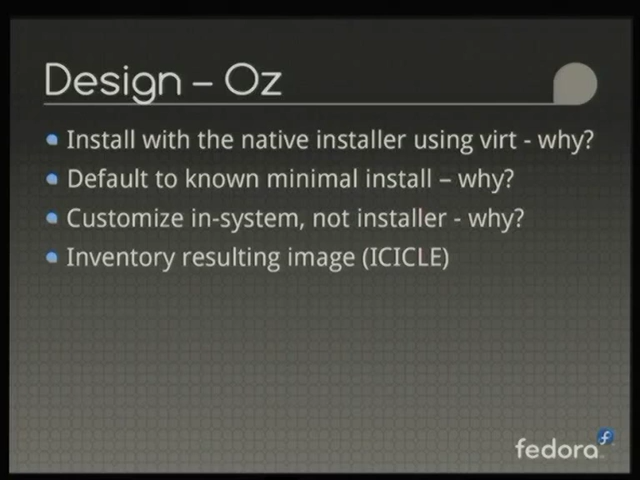 Design – Oz
Install with the native installer using virt - why?
Default to known minimal install – why?
Customize in-system, not installer - why?
Inventory resulting image (ICICLE)
fedora